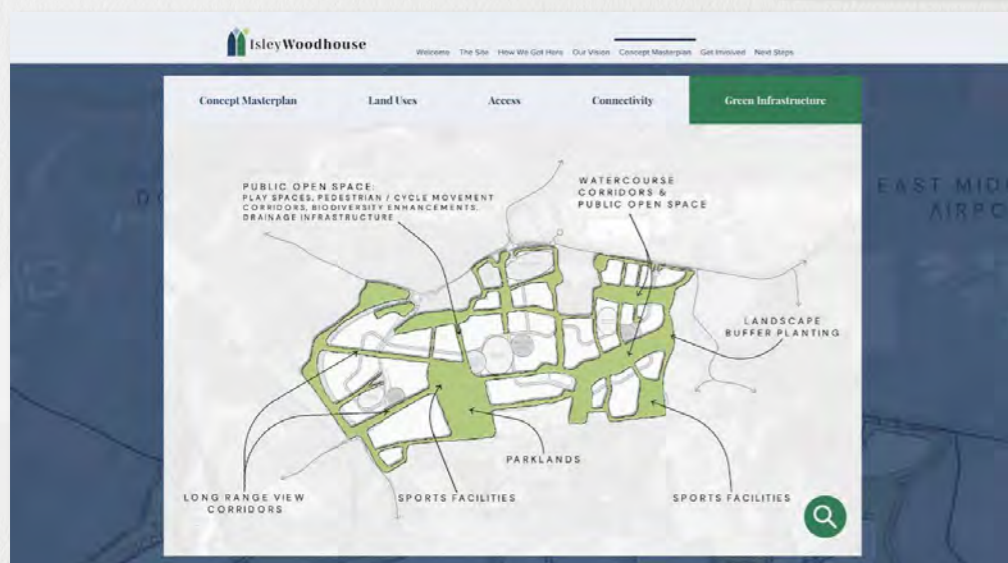 IsleyWoodhouse
Welcome The Site How We Got Here Our Vision Concept Masterplan Get Involved Next Steps
Concept Masterplan Land Uses Access Connectivity Green Infrastructure
PUBLIC OPEN SPACE:
PLAY SPACES, PEDESTRIAN / CYCLE MOVEMENT
CORRIDORS, BIODIVERSITY ENHANCEMENTS,
DRAINAGE INFRASTRUCTURE
WATERCOURSE
CORRIDORS &
PUBLIC OPEN SPACE
EAST MID
AIRPO
LANDSCAPE
BUFFER PLANTING
PARKLANDS
LONG RANGE VIEW
CORRIDORS
SPORTS FACILITIES
SPORTS FACILITIES